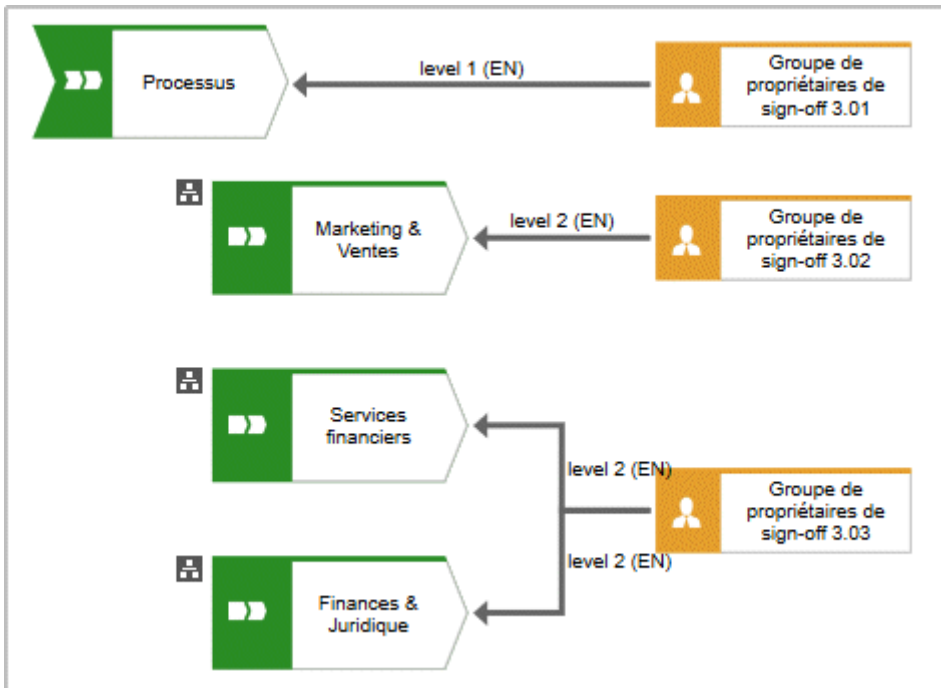 Processus
level 1 (EN)
Groupe de
propriétaires de
sign-off 3.01
Marketing &
Ventes
level 2 (EN)
Groupe de
propriétaires de
sign-off 3.02
Services
financiers
level 2 (EN)
Groupe de
propriétaires de
sign-off 3.03
level 2 (EN)
Finances &
Juridique